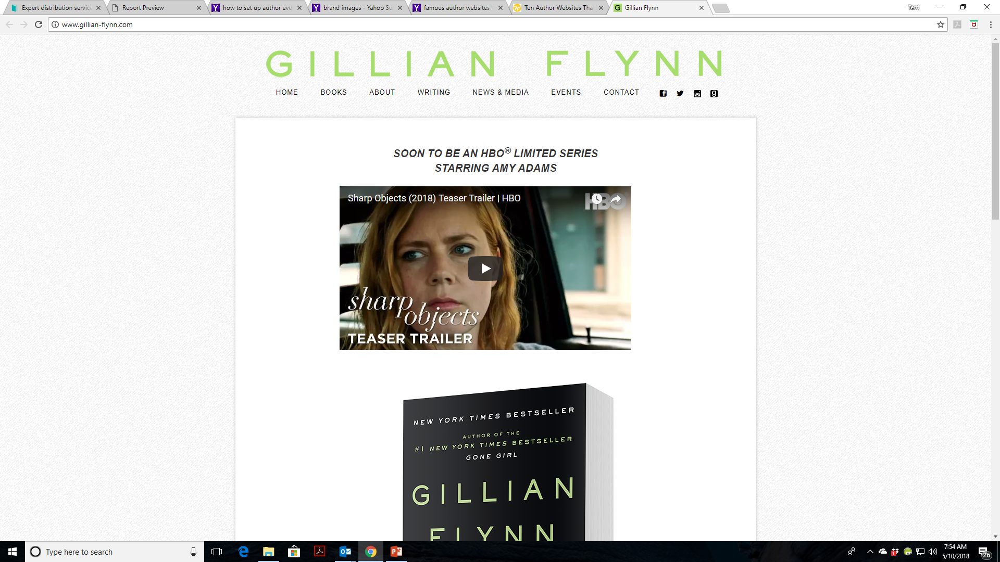 Expert distribution service
Report Preview
how to set up author eve
brand images - Yahoo Se
famous author websites -
Ten Author Websites Tha
Gillian Flynn
Terri
www.gillian-flynn.com
GILLIAN FLYNN
HOME BOOKS ABOUT WRITING NEWS & MEDIA EVENTS CONTACT
SOON TO BE AN HBO® LIMITED SERIES
STARRING AMY ADAMS
Sharp Objects (2018) Teaser Trailer | HBO
HBO
sharp
objects
TEASER TRAILER
NEW YORK TIMES BESTSELLER
AUTHOR OF THE
#1 NEW YORK TIMES BESTSELLER
GONE GIRL
GILLIAN
FLYNN
Type here to search
7:54 AM
5/10/2018
26